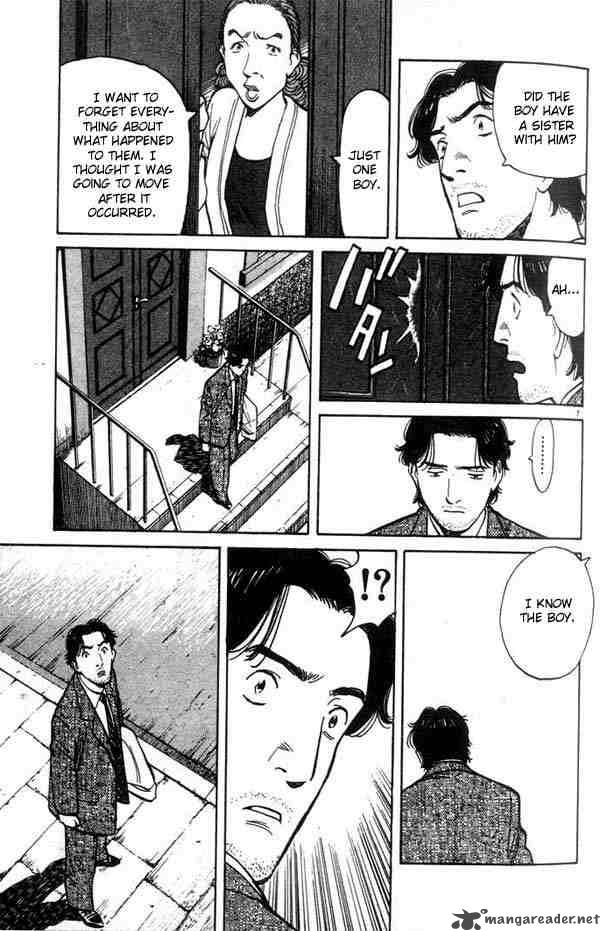 DID THE
BOY HAVE
A SISTER
WITH HIM?
JUST
ONE
BOY.
I WANT TO
FORGET EVERY-
THING ABOUT
WHAT HAPPENED
TO THEM. I
THOUGHT I WAS
GOING TO MOVE
AFTER IT
OCCURRED.
AH...
バタン
7
......
I KNOW
THE BOY.
!?
mangareader.net